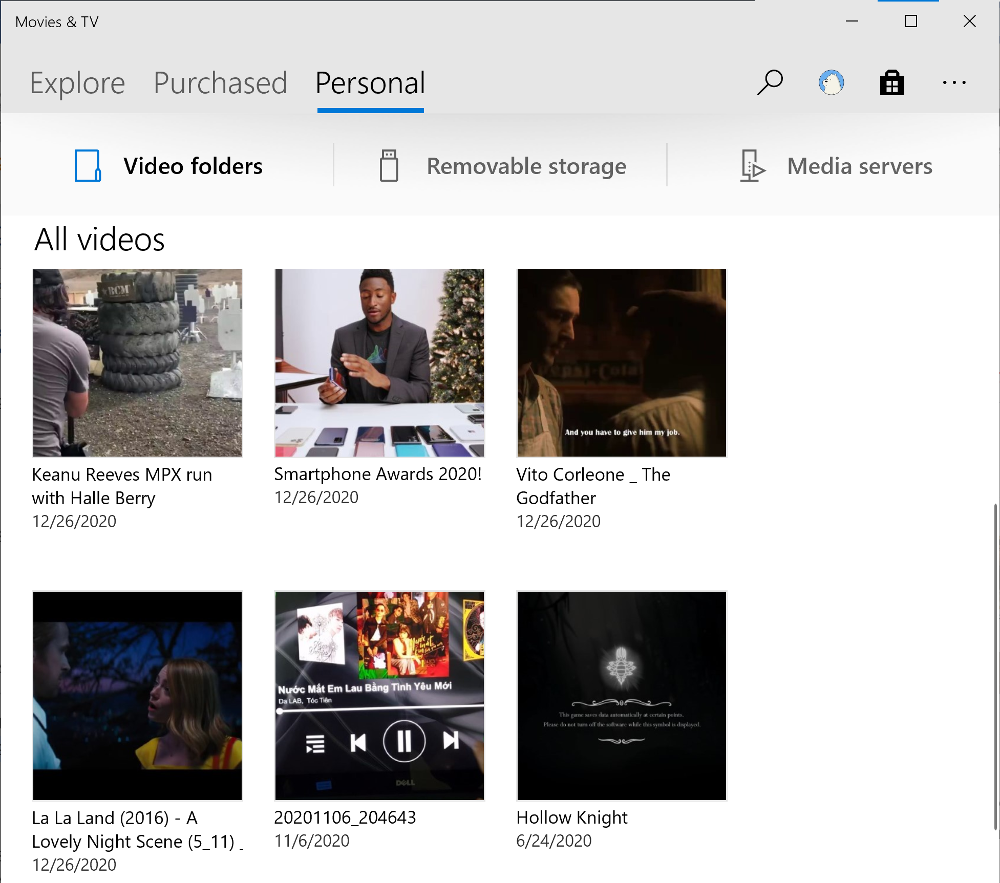 Movies & TV
Explore Purchased Personal
Video folders
Removable storage
Media servers
All videos
BCM
Pepsi-Cola
And you have to give him my job.
Keanu Reeves MPX run
with Halle Berry
12/26/2020
Smartphone Awards 2020!
12/26/2020
Vito Corleone _ The
Godfather
12/26/2020
Nước Mắt Em Lau Bằng Tình Yêu Mới
Da LAB, Tóc Tiên
DELL
This game saves data automatically at certain points.
Please do not turn off the software while this symbol is displayed.
La La Land (2016) - A
Lovely Night Scene (5_11) _
12/26/2020
20201106_204643
11/6/2020
Hollow Knight
6/24/2020